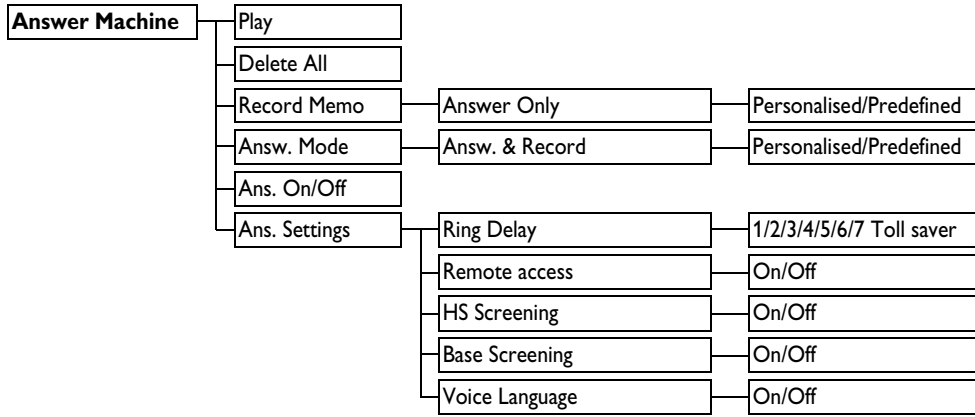 Answer Machine Play
Delete All
Record Memo Answer Only Personalised/Predefined
Answ. Mode Answ. & Record Personalised/Predefined
Ans. On/Off
Ans. Settings Ring Delay 1/2/3/4/5/6/7 Toll saver
Remote access On/Off
HS Screening On/Off
Base Screening On/Off
Voice Language On/Off